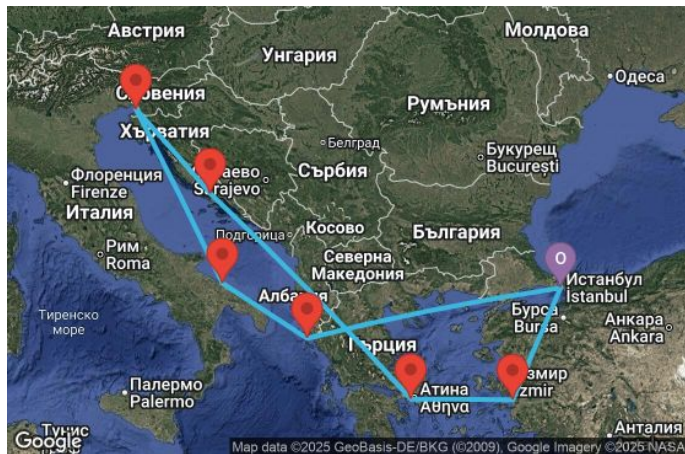 Австрия
Молдова
Унгария
Одеса
Словения
Румъния
Хърватия
Белград
Букурещ
București
Флоренция
Firenze
Сърбия
Sarajevo
Италия
Подгорица
Косово
България
Рим
Roma
Северна
Македония
О
Истанбул
İstanbul
Албания
Тиренско
море
Бурса
Bursa
Анкара
Ankara
Гърция
Палермо
Palermo
Атина
Αθήνα
Измир
İzmir
Анталия
Тунис
Google
Map data ©2025 GeoBasis-DE/BKG (©2009), Google Imagery ©2025 NASA